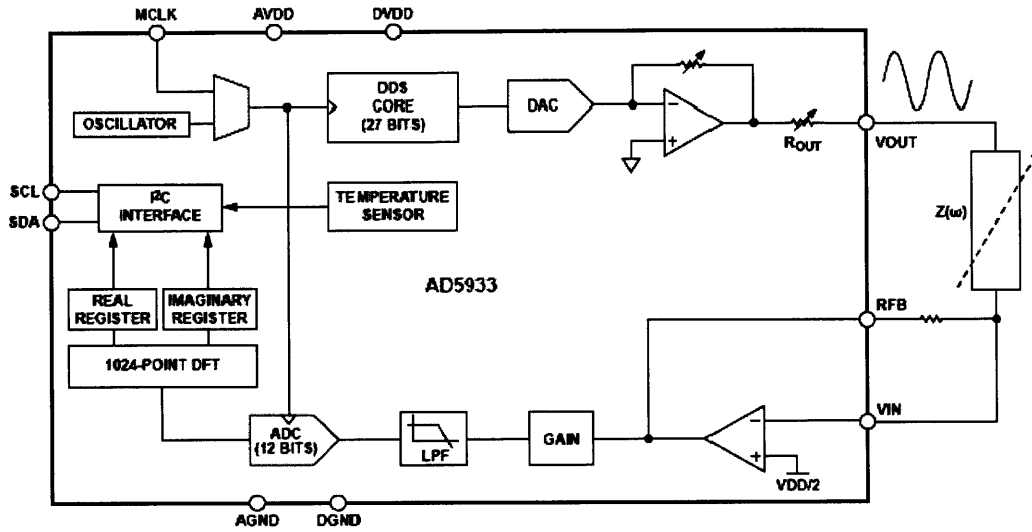 MCLK
AVDD
DVDD
OSCILLATOR
DDS
CORE
(27 BITS)
DAC
ROUT
VOUT
SCL
SDA
I²C
INTERFACE
TEMPERATURE
SENSOR
Z(ω)
AD5933
REAL
REGISTER
IMAGINARY
REGISTER
1024-POINT DFT
RFB
ADC
(12 BITS)
LPF
GAIN
VIN
VDD/2
AGND
DGND